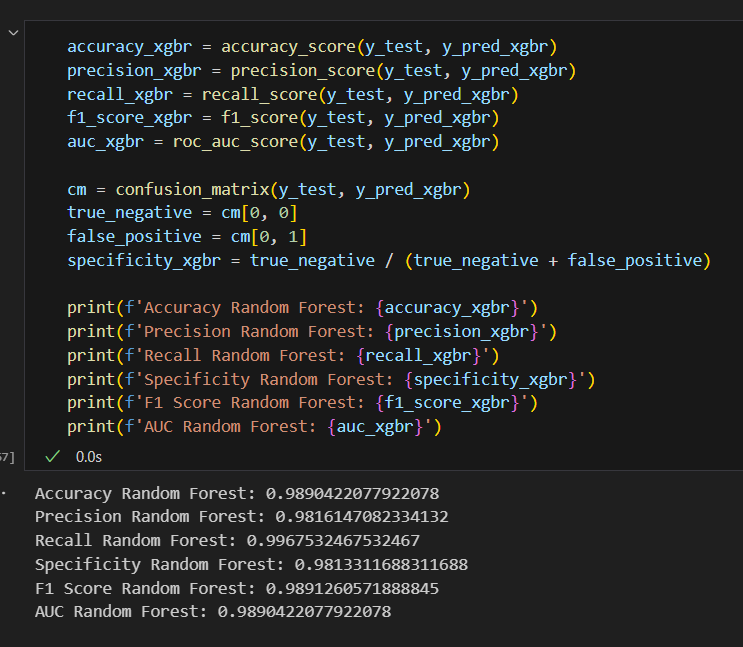 accuracy_xgbr = accuracy_score(y_test, y_pred_xgbr)
precision_xgbr = precision_score(y_test, y_pred_xgbr)
recall_xgbr = recall_score(y_test, y_pred_xgbr)
f1_score_xgbr = f1_score(y_test, y_pred_xgbr)
auc_xgbr = roc_auc_score(y_test, y_pred_xgbr)
cm = confusion_matrix(y_test, y_pred_xgbr)
true_negative = cm[0, 0]
false_positive = cm[0, 1]
specificity_xgbr = true_negative / (true_negative + false_positive)
print(f'Accuracy Random Forest: {accuracy_xgbr}')
print(f'Precision Random Forest: {precision_xgbr}')
print(f'Recall Random Forest: {recall_xgbr}')
print(f'Specificity Random Forest: {specificity_xgbr}')
print(f'F1 Score Random Forest: {f1_score_xgbr}')
print(f'AUC Random Forest: {auc_xgbr}')
7] 0.0s
Accuracy Random Forest: 0.9890422077922078
Precision Random Forest: 0.9816147082334132
Recall Random Forest: 0.9967532467532467
Specificity Random Forest: 0.9813311688311688
F1 Score Random Forest: 0.9891260571888845
AUC Random Forest: 0.9890422077922078